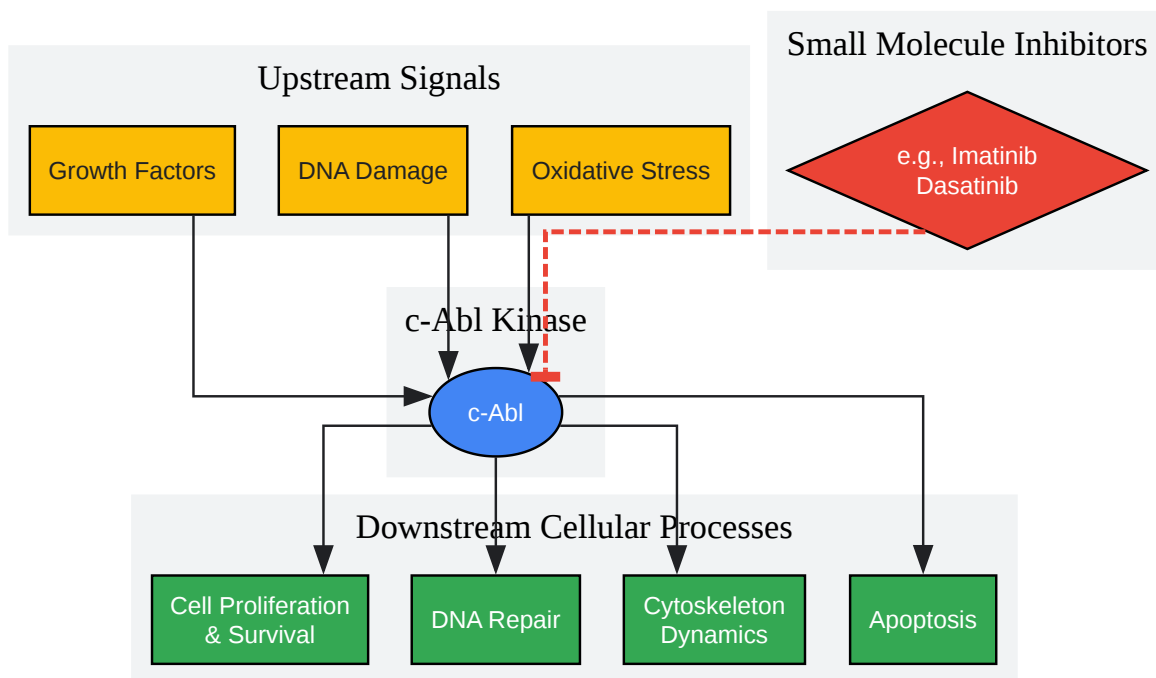 Small Molecule Inhibitors
Upstream Signals
Growth Factors
DNA Damage
Oxidative Stress
e.g., Imatinib
Dasatinib
c-Abl Kinase
c-Abl
Downstream Cellular Processes
Cell Proliferation
& Survival
DNA Repair
Cytoskeleton
Dynamics
Apoptosis